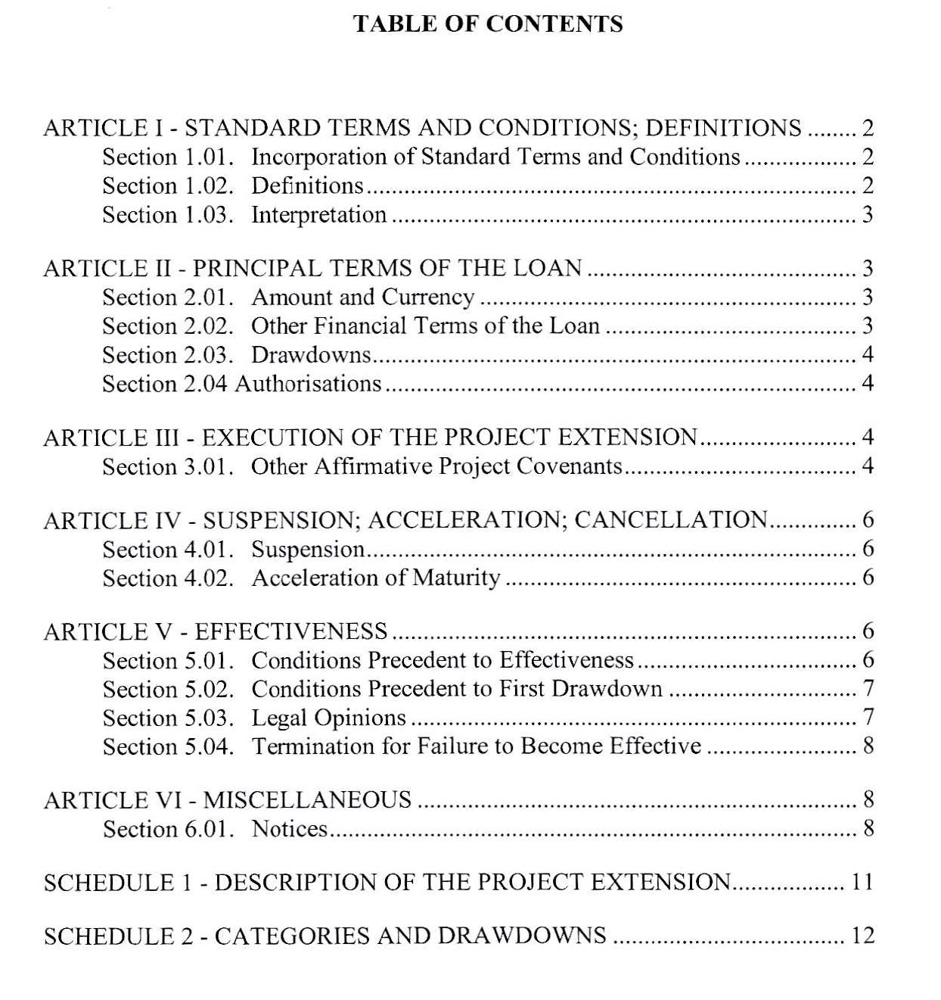 TABLE OF CONTENTS
ARTICLE I - STANDARD TERMS AND CONDITIONS; DEFINITIONS ........ 2
Section 1.01. Incorporation of Standard Terms and Conditions .................. 2
Section 1.02. Definitions .............................................................................. 2
Section 1.03. Interpretation .......................................................................... 3
ARTICLE II - PRINCIPAL TERMS OF THE LOAN ........................................... 3
Section 2.01. Amount and Currency ............................................................ 3
Section 2.02. Other Financial Terms of the Loan ........................................ 3
Section 2.03. Drawdowns ............................................................................. 4
Section 2.04 Authorisations ........................................................................... 4
ARTICLE III - EXECUTION OF THE PROJECT EXTENSION ......................... 4
Section 3.01. Other Affirmative Project Covenants ..................................... 4
ARTICLE IV - SUSPENSION; ACCELERATION; CANCELLATION .............. 6
Section 4.01. Suspension .............................................................................. 6
Section 4.02. Acceleration of Maturity ........................................................ 6
ARTICLE V - EFFECTIVENESS .......................................................................... 6
Section 5.01. Conditions Precedent to Effectiveness ................................... 6
Section 5.02. Conditions Precedent to First Drawdown .............................. 7
Section 5.03. Legal Opinions ....................................................................... 7
Section 5.04. Termination for Failure to Become Effective ........................ 8
ARTICLE VI - MISCELLANEOUS ...................................................................... 8
Section 6.01. Notices .................................................................................... 8
SCHEDULE 1 - DESCRIPTION OF THE PROJECT EXTENSION .................. 11
SCHEDULE 2 - CATEGORIES AND DRAWDOWNS ..................................... 12